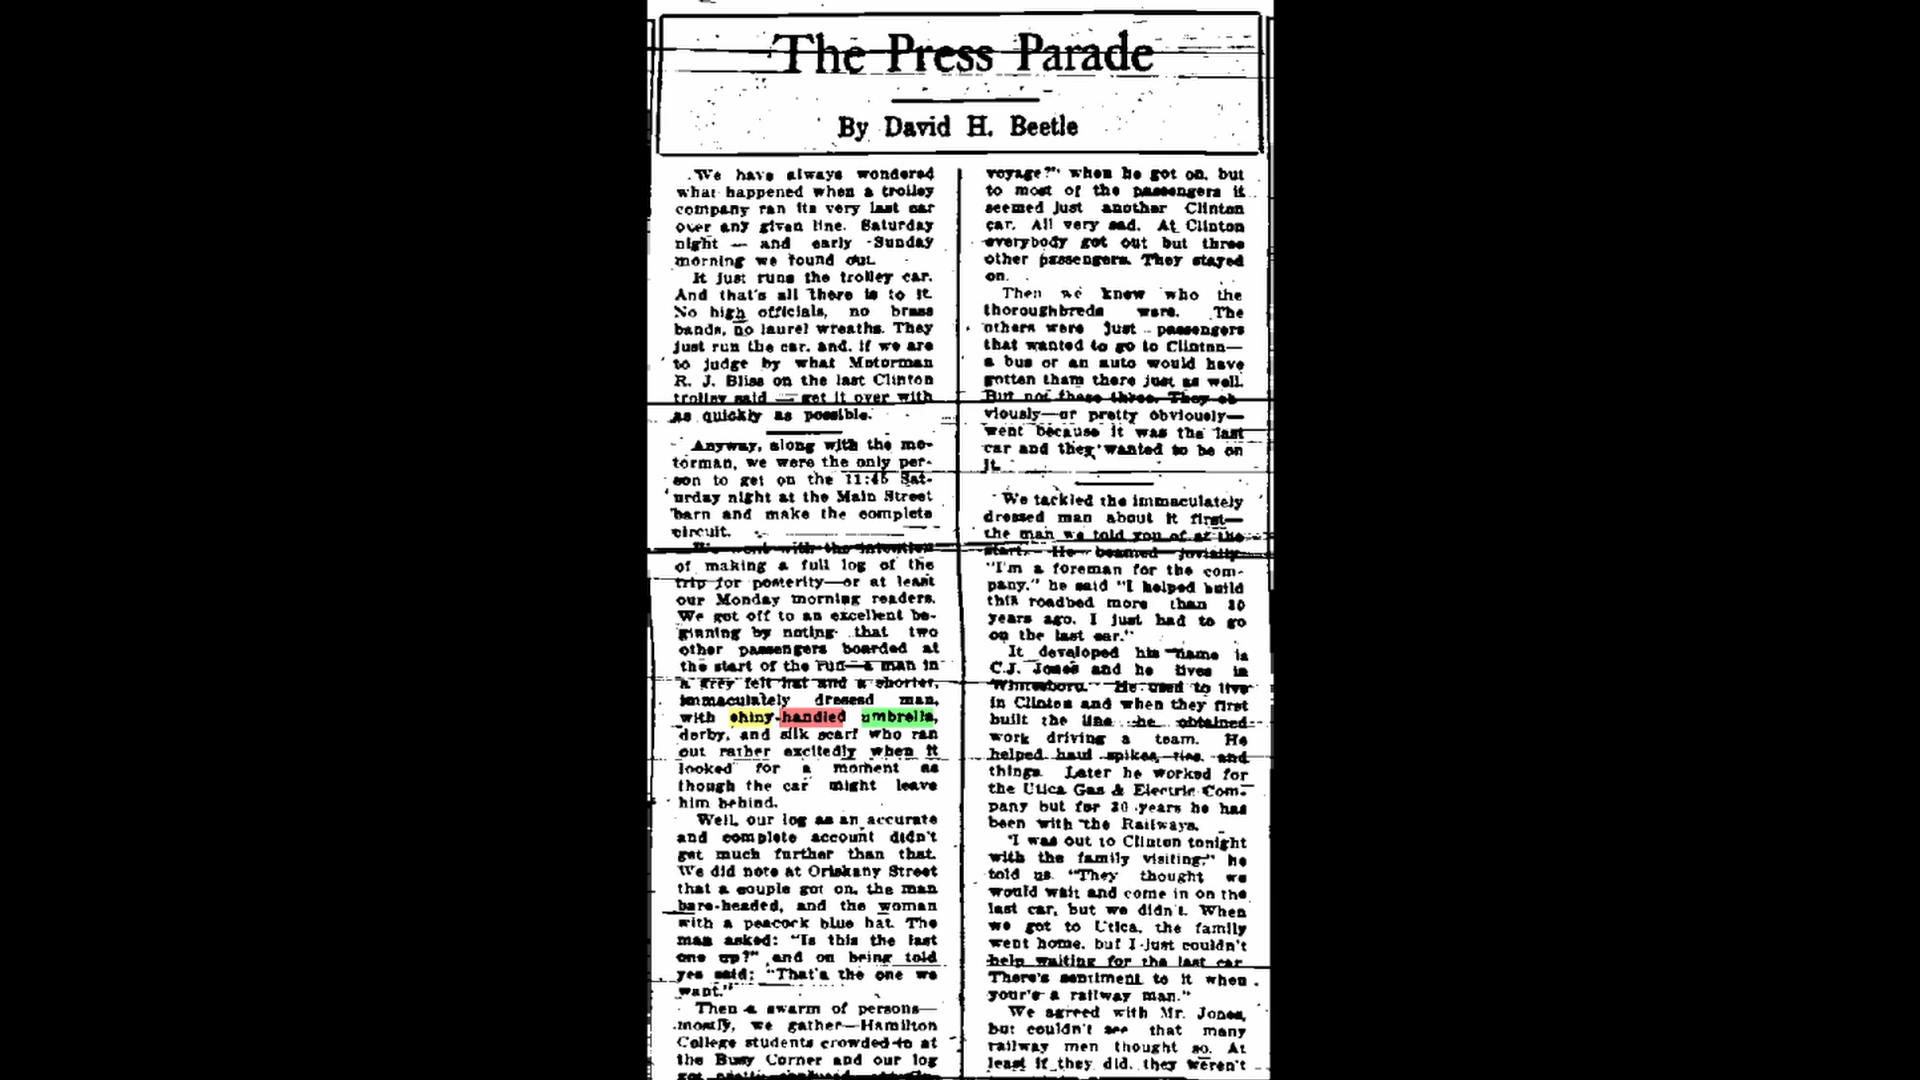 The Press Parade
By David H. Beetle
We have always wondered
what happened when a trolley
company ran its very last car
over any given line. Saturday
night — and early Sunday
morning we found out.
It just runs the trolley car.
And that's all there is to it.
No high officials, no brass
bands, no laurel wreaths. They
just run the car, and, if we are
to judge by what Motorman
R. J. Bliss on the last Clinton
trolley said — get it over with
as quickly as possible.
Anyway, along with the mo-
torman, we were the only per-
son to get on the 11:45 Sat-
urday night at the Main Street
barn and make the complete
circuit.
We went with the intention
of making a full log of the
trip for posterity—or at least
our Monday morning readers.
We got off to an excellent be-
ginning by noting that two
other passengers boarded at
the start of the run—a man in
a grey felt hat and a shorter,
immaculately dressed man,
with shiny-handled umbrella,
derby, and silk scarf who ran
out rather excitedly when it
looked for a moment as
though the car might leave
him behind.
Well, our log as an accurate
and complete account didn't
get much further than that.
We did note at Oriskany Street
that a couple got on, the man
bare-headed, and the woman
with a peacock blue hat. The
man asked: "Is this the last
one up?" and on being told
yes said: "That's the one we
want."
Then a swarm of persons—
mostly, we gather—Hamilton
College students crowded in at
the Busy Corner and our log
got pretty
voyage?" when he got on, but
to most of the passengers it
seemed just another Clinton
car. All very sad. At Clinton
everybody got out but three
other passengers. They stayed
on.
Then we knew who the
thoroughbreds were. The
others were just passengers
that wanted to go to Clinton—
a bus or an auto would have
gotten them there just as well.
But not these three. They ob-
viously—or pretty obviously—
went because it was the last
car and they wanted to be on
it.
We tackled the immaculately
dressed man about it first—
the man we told you of at the
start. He beamed jovially.
"I'm a foreman for the com-
pany," he said "I helped build
this roadbed more than 30
years ago. I just had to go
on the last car."
It developed his name is
C.J. Jones and he lives in
Whitesboro. He used to live
in Clinton and when they first
built the line he obtained
work driving a team. He
helped haul spikes, ties, and
things. Later he worked for
the Utica Gas & Electric Com-
pany but for 30 years he has
been with the Railways.
"I was out to Clinton tonight
with the family visiting," he
told us. "They thought we
would wait and come in on the
last car, but we didn't. When
we got to Utica, the family
went home, but I just couldn't
help waiting for the last car.
There's sentiment to it when
your'e a railway man."
We agreed with Mr. Jones,
but couldn't see that many
railway men thought so. At
least if they did, they weren't